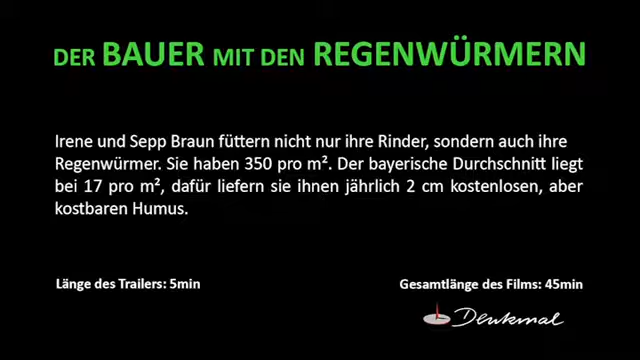 DER BAUER MIT DEN REGENWÜRMERN
Irene und Sepp Braun füttern nicht nur ihre Rinder, sondern auch ihre
Regenwürmer. Sie haben 350 pro m². Der bayerische Durchschnitt liegt
bei 17 pro m², dafür liefern sie ihnen jährlich 2 cm kostenlosen, aber
kostbaren Humus.
Länge des Trailers: 5min
Gesamtlänge des Films: 45min
Denkmal